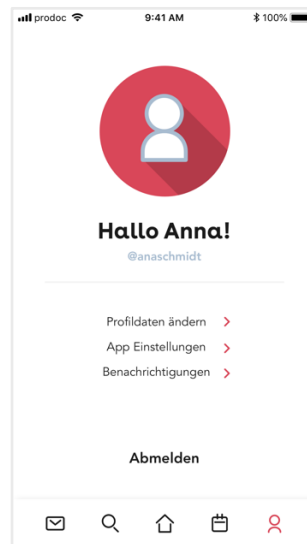 prodoc 9:41 AM 100%
Hallo Anna!
@anaschmidt
Profildaten ändern
App Einstellungen
Benachrichtigungen
Abmelden